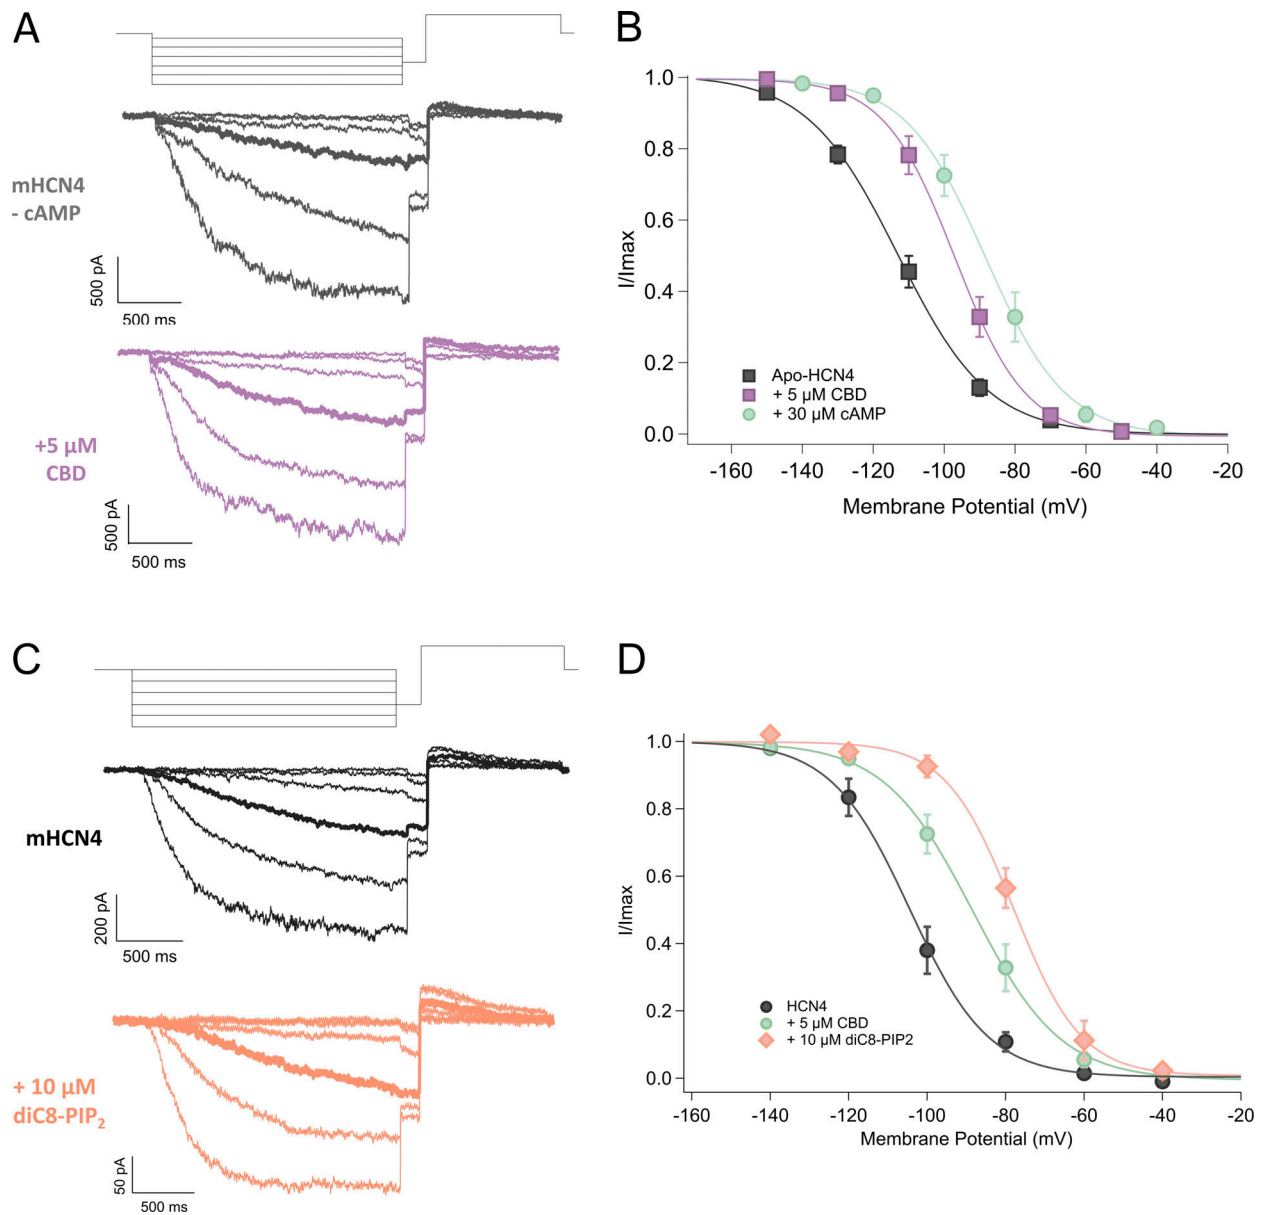 A
mHCN4
- cAMP
500 pA
500 ms
+5 µM
CBD
500 pA
500 ms
B
1.0
0.8
0.6
0.4
0.2
0.0
I/Imax
Apo-HCN4
+ 5 µM CBD
+ 30 µM cAMP
-160
-140
-120
-100
-80
-60
-40
-20
Membrane Potential (mV)
C
mHCN4
200 pA
500 ms
+ 10 µM
diC8-PIP₂
50 pA
500 ms
D
1.0
0.8
0.6
0.4
0.2
0.0
I/Imax
HCN4
+ 5 µM CBD
+ 10 µM diC8-PIP2
-160
-140
-120
-100
-80
-60
-40
-20
Membrane Potential (mV)